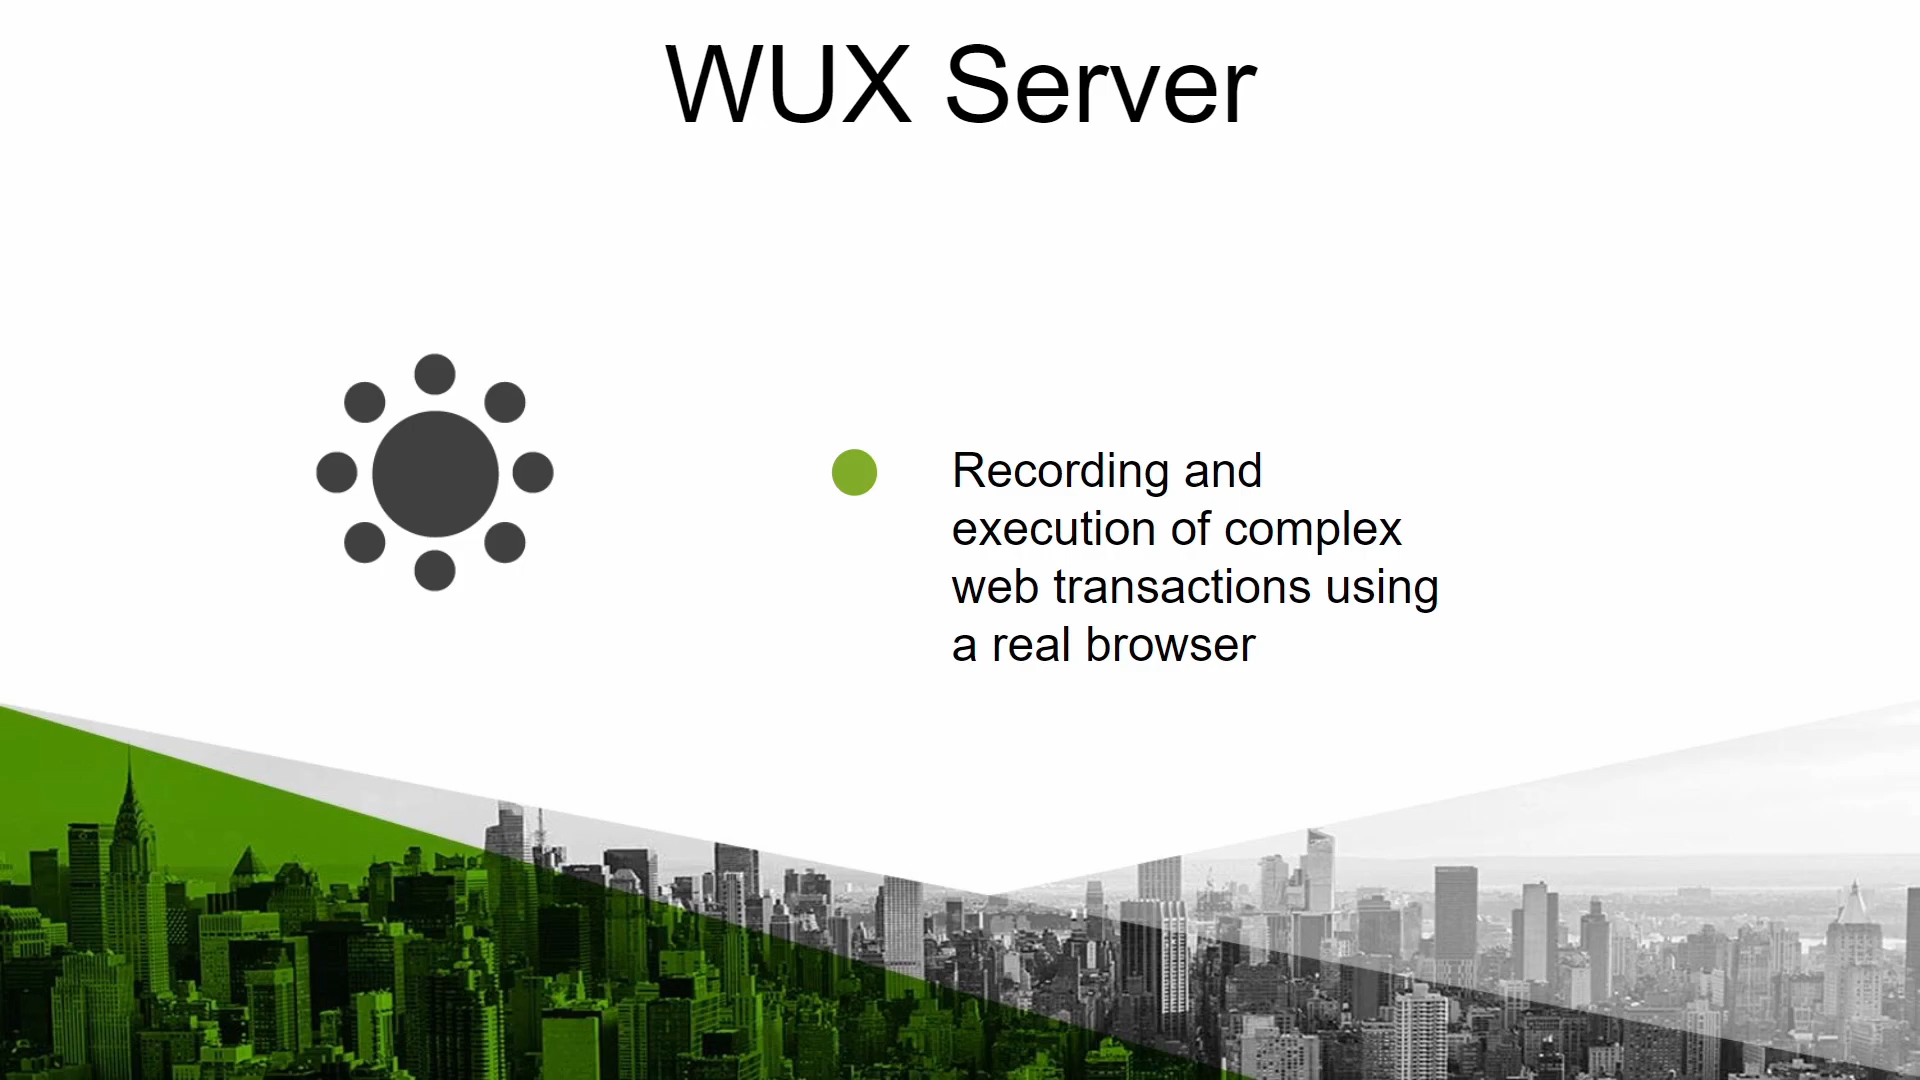 WUX Server
Recording and
execution of complex
web transactions using
a real browser